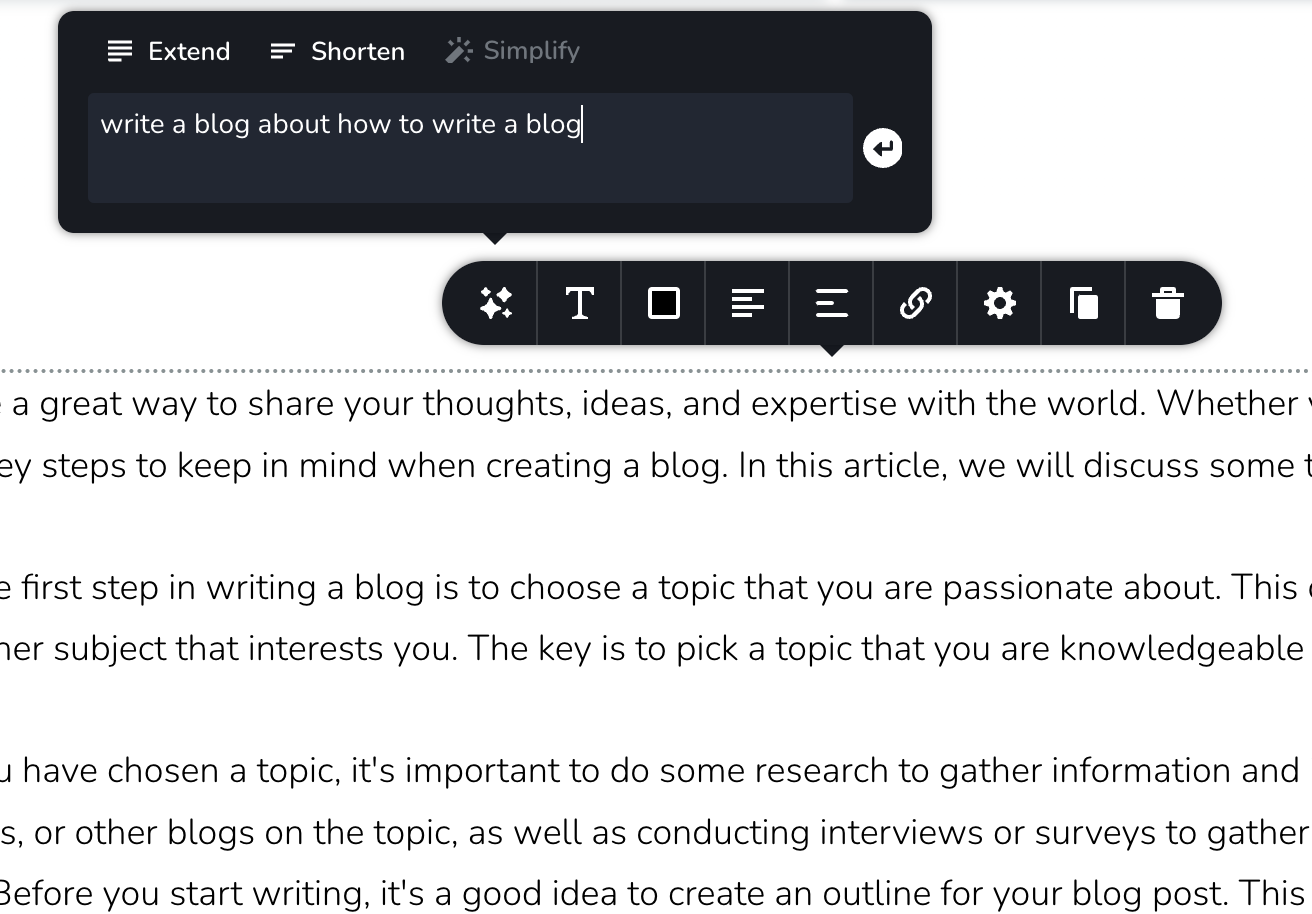 Extend Shorten Simplify
write a blog about how to write a blog
T
a great way to share your thoughts, ideas, and expertise with the world. Whether
steps to keep in mind when creating a blog. In this article, we will discuss some
first step in writing a blog is to choose a topic that you are passionate about. This
subject that interests you. The key is to pick a topic that you are knowledgeable
have chosen a topic, it's important to do some research to gather information and
or other blogs on the topic, as well as conducting interviews or surveys to gather
Before you start writing, it's a good idea to create an outline for your blog post. This